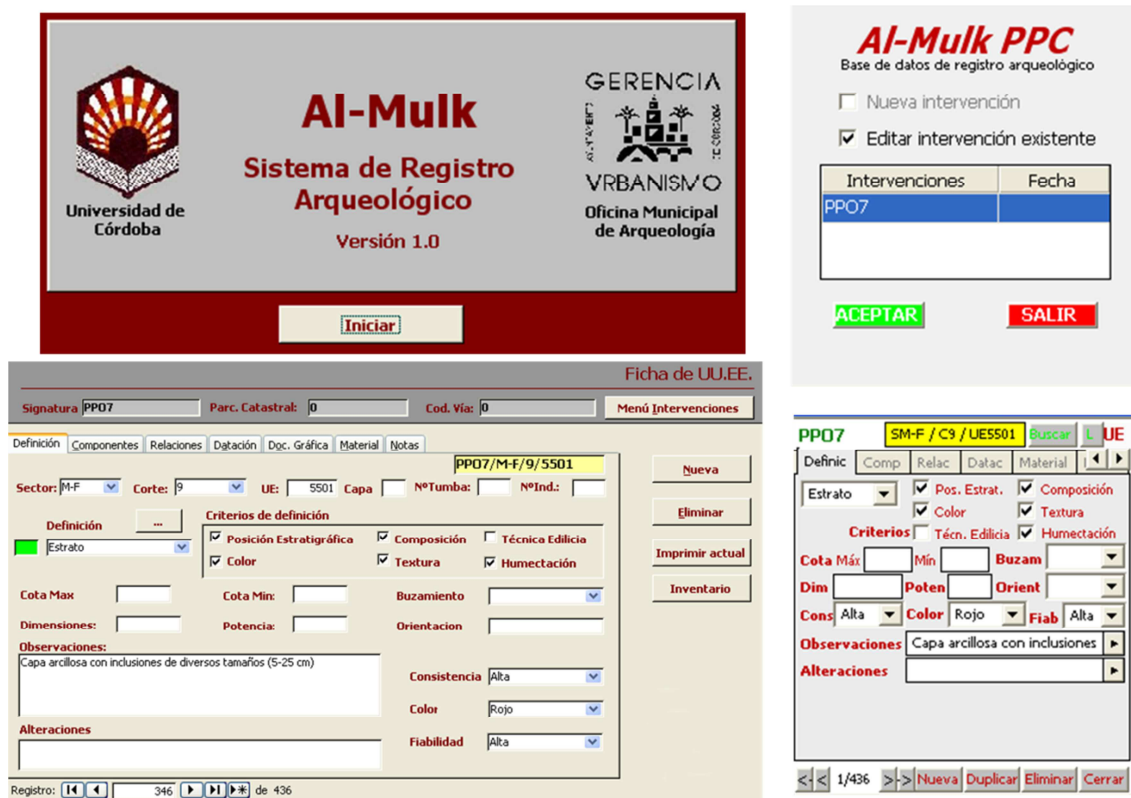 Universidad de
Córdoba
Al-Mulk
Sistema de Registro
Arqueológico
Versión 1.0
GERENCIA
VRBANISMO
Oficina Municipal
de Arqueología
Iniciar
Al-Mulk PPC
Base de datos de registro arqueológico
Nueva intervención
Editar intervención existente
Intervenciones Fecha
PPO7
ACEPTAR SALIR
Ficha de UU.EE.
Signatura PPO7 Parc. Catastral: 0 Cod. Vía: 0 Menú Intervenciones
Definición Componentes Relaciones Datación Doc. Gráfica Material Notas
PPO7/M-F/9/5501
Nueva
Sector: M-F Corte: 9 UE: 5501 Capa NºTumba: NºInd.:
Eliminar
Definición ... Criterios de definición
Estrato Posición Estratigráfica Composición Técnica Edilicia
Color Textura Humectación
Imprimir actual
Inventario
Cota Max Cota Min: Buzamiento
Dimensiones: Potencia: Orientacion
Observaciones:
Capa arcillosa con inclusiones de diversos tamaños (5-25 cm)
Consistencia Alta
Color Rojo
Alteraciones
Fiabilidad Alta
Registro: 346 de 436
PPO7 SM-F / C9 / UE5501 Buscar L UE
Definic Comp Relac Datac Material
Estrato Pos. Estrat. Composición
Color Textura
Criterios Técn. Edilicia Humectación
Cota Máx Mín Buzam
Dim Poten Orient
Cons Alta Color Rojo Fiab Alta
Observaciones Capa arcillosa con inclusiones
Alteraciones
<- < 1/436 > -> Nueva Duplicar Eliminar Cerrar